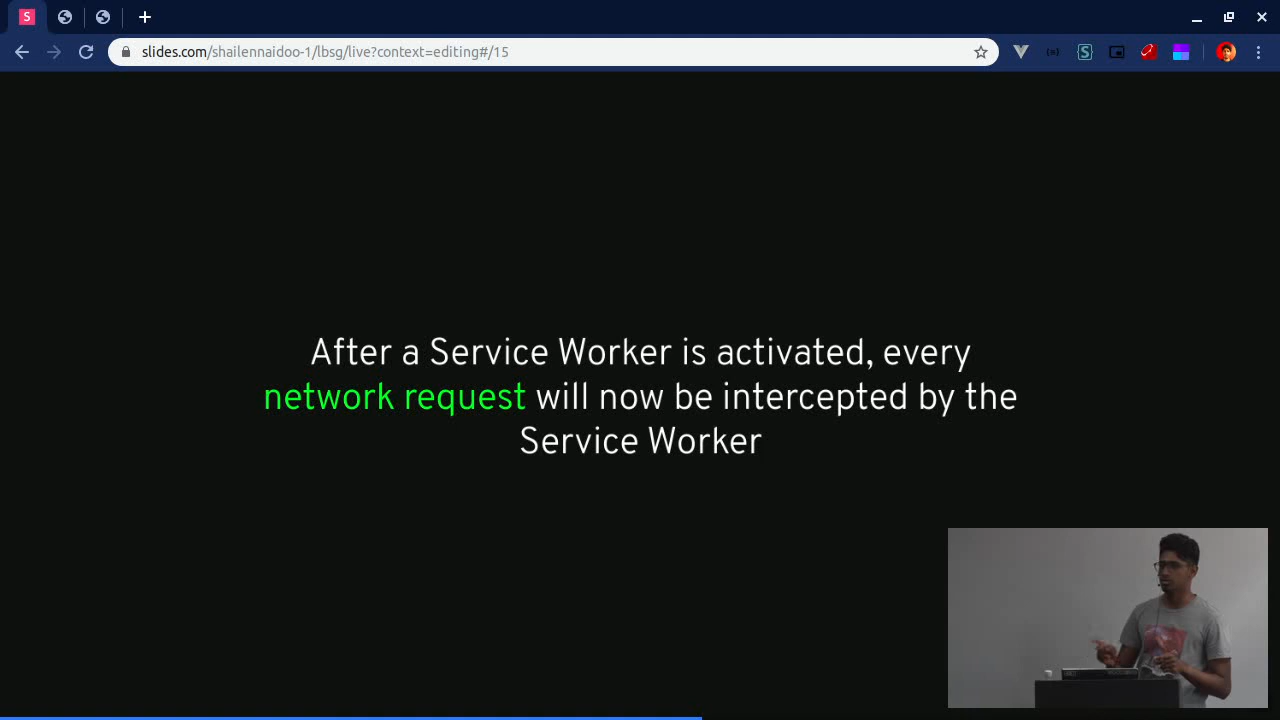 S
slides.com/shailennaidoo-1/lbsg/live?context=editing#/15
After a Service Worker is activated, every
network request will now be intercepted by the
Service Worker